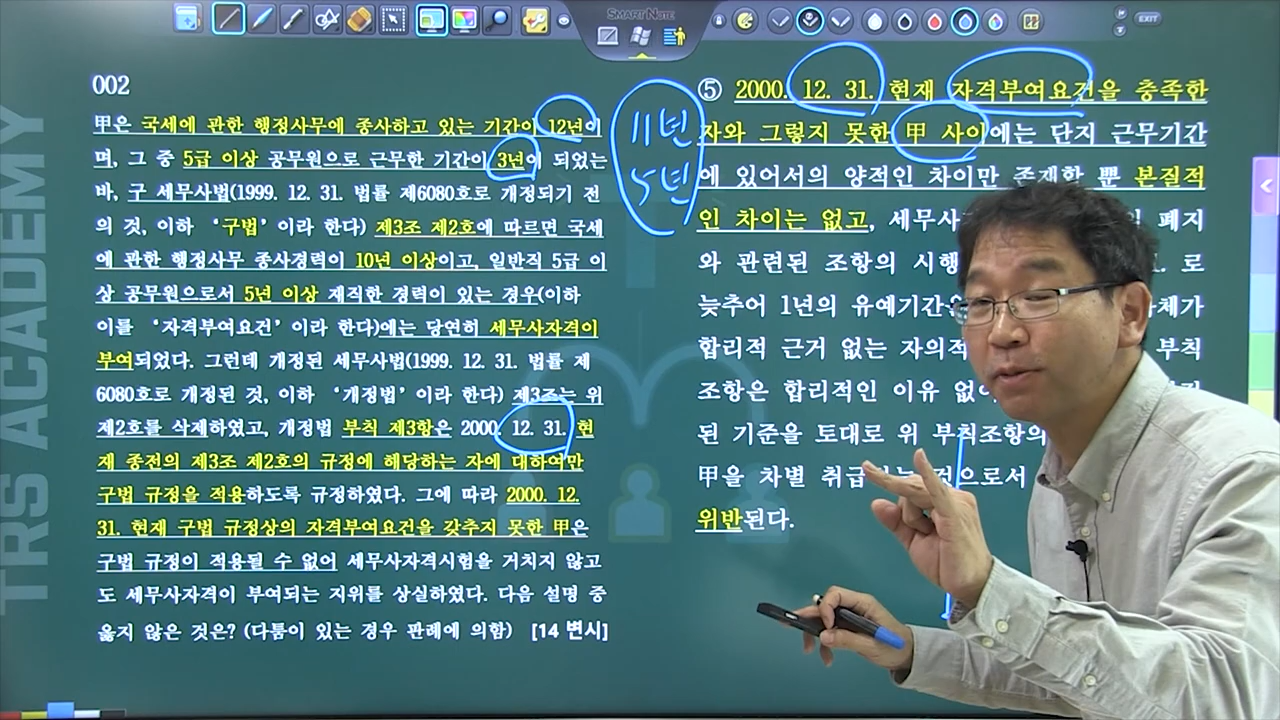 SMARTNOTE
EXIT
TRS ACADEMY
002
甲은 국세에 관한 행정사무에 종사하고 있는 기간이 12년이
며, 그 중 5급 이상 공무원으로 근무한 기간이 3년이 되었는
바, 구 세무사법(1999. 12. 31. 법률 제6080호로 개정되기 전
의 것, 이하 ‘구법’ 이라 한다) 제3조 제2호에 따르면 국세
에 관한 행정사무 종사경력이 10년 이상이고, 일반직 5급 이
상 공무원으로서 5년 이상 재직한 경력이 있는 경우(이하
이를 ‘자격부여요건’ 이라 한다)에는 당연히 세무사자격이
부여되었다. 그런데 개정된 세무사법(1999. 12. 31. 법률 제
6080호로 개정된 것, 이하 ‘개정법’ 이라 한다) 제3조는 위
제2호를 삭제하였고, 개정법 부칙 제3항은 2000. 12. 31. 현
재 종전의 제3조 제2호의 규정에 해당하는 자에 대하여만
구법 규정을 적용하도록 규정하였다. 그에 따라 2000. 12.
31. 현재 구법 규정상의 자격부여요건을 갖추지 못한 甲은
구법 규정이 적용될 수 없어 세무사자격시험을 거치지 않고
도 세무사자격이 부여되는 지위를 상실하였다. 다음 설명 중
옳지 않은 것은? (다툼이 있는 경우 판례에 의함) [14 변시]
11년
5년
⑤ 2000. 12. 31. 현재 자격부여요건을 충족한
자와 그렇지 못한 甲 사이에는 단지 근무기간
에 있어서의 양적인 차이만 존재할 뿐 본질적
인 차이는 없고, 세무사 폐지
와 관련된 조항의 시행 로
늦추어 1년의 유예기간을 자체가
합리적 근거 없는 자의적 부칙
조항은 합리적인 이유 없이
된 기준을 토대로 위 부칙조항의
甲을 차별 취급하는 것으로서
위반된다.